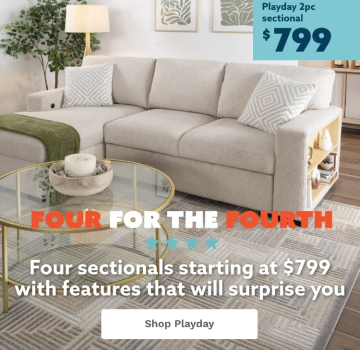 Playday 2pc
sectional
$799
FOUR FOR THE FOURTH
Four sectionals starting at $799
with features that will surprise you
Shop Playday